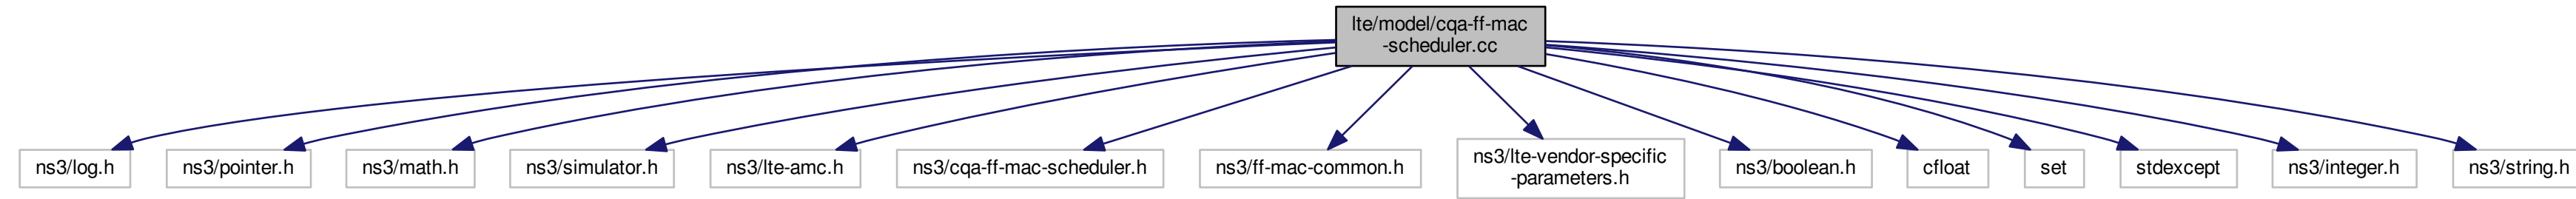 lte/model/cqa-ff-mac
-scheduler.cc
ns3/log.h
ns3/pointer.h
ns3/math.h
ns3/simulator.h
ns3/lte-amc.h
ns3/cqa-ff-mac-scheduler.h
ns3/ff-mac-common.h
ns3/lte-vendor-specific
-parameters.h
ns3/boolean.h
cfloat
set
stdexcept
ns3/integer.h
ns3/string.h